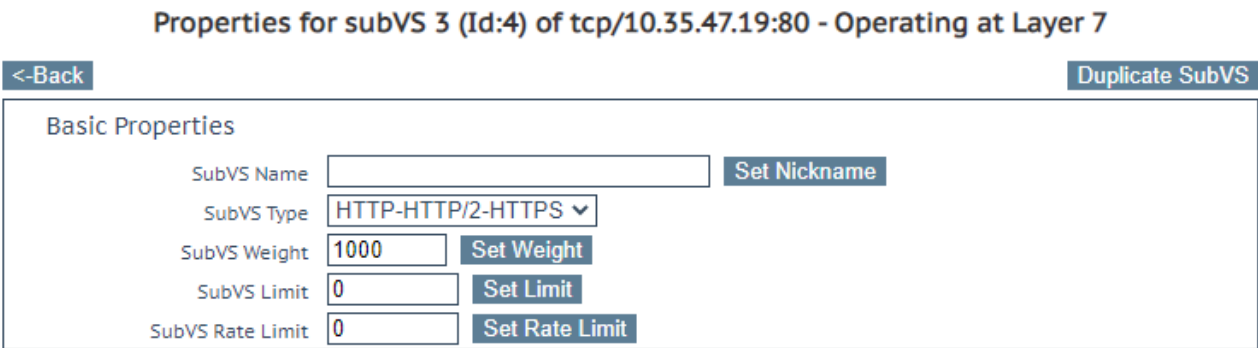 Properties for subVS 3 (Id:4) of tcp/10.35.47.19:80 - Operating at Layer 7
<-Back Duplicate SubVS
Basic Properties
SubVS Name Set Nickname
SubVS Type HTTP-HTTP/2-HTTPS
SubVS Weight 1000 Set Weight
SubVS Limit 0 Set Limit
SubVS Rate Limit 0 Set Rate Limit